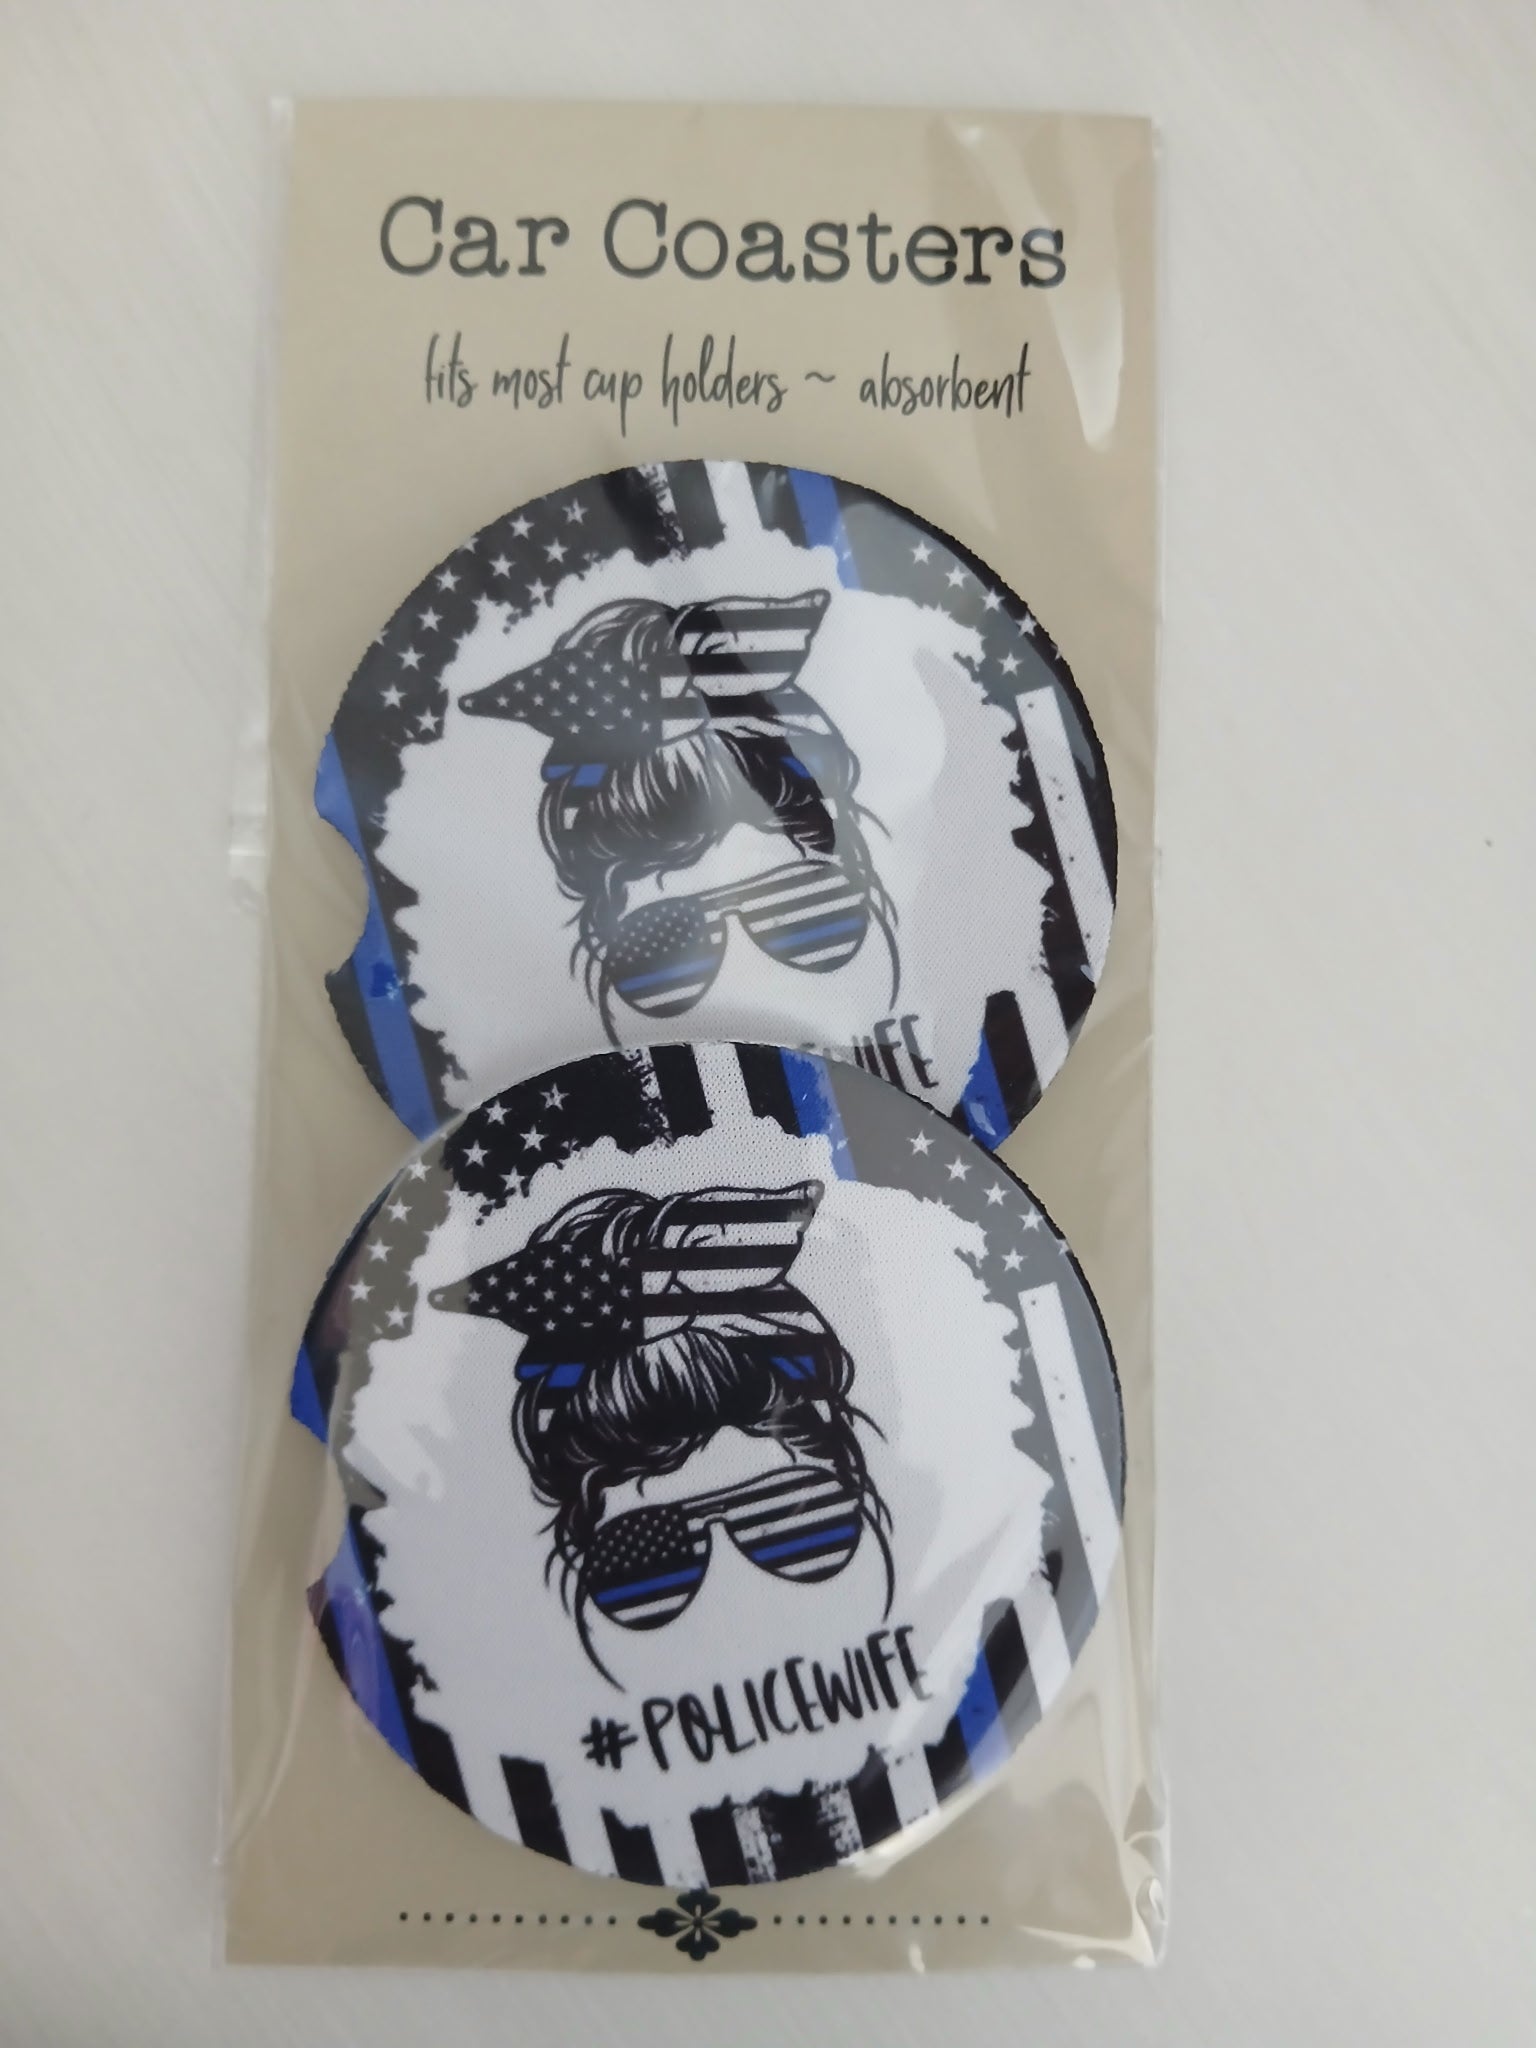 Car Coasters
fits most cup holders ~ absorbent
#POLICEWIFE